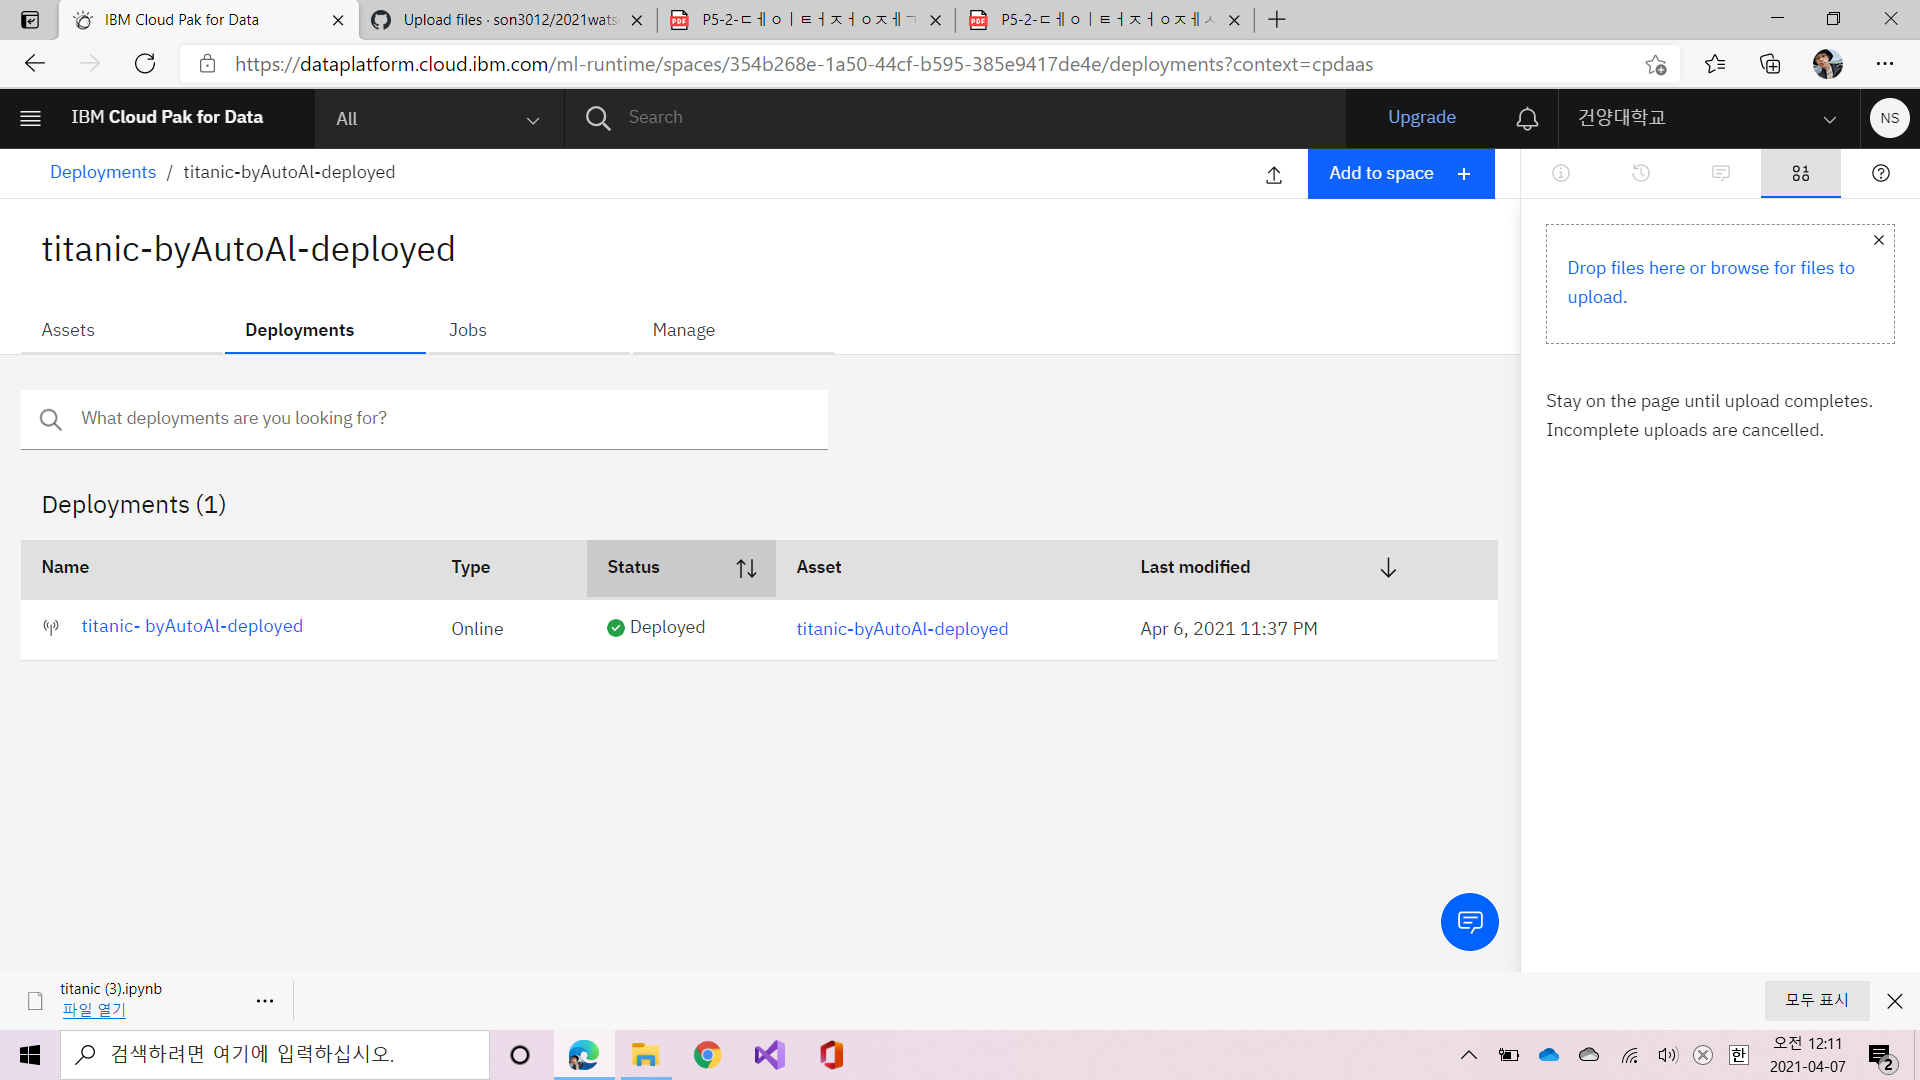 IBM Cloud Pak for Data
Upload files · son3012/2021wats
P5-2-ㄷㅔㅇㅣㅌㅓㅈㅓㅇㅈㅔㄱ
P5-2-ㄷㅔㅇㅣㅌㅓㅈㅓㅇㅈㅔㅅ
https://dataplatform.cloud.ibm.com/ml-runtime/spaces/354b268e-1a50-44cf-b595-385e9417de4e/deployments?context=cpdaas
IBM Cloud Pak for Data
All
Search
Upgrade
건양대학교
NS
Deployments / titanic-byAutoAl-deployed
Add to space +
titanic-byAutoAl-deployed
Assets
Deployments
Jobs
Manage
Drop files here or browse for files to
upload.
Stay on the page until upload completes.
Incomplete uploads are cancelled.
What deployments are you looking for?
Deployments (1)
Name Type Status Asset Last modified
titanic- byAutoAl-deployed Online Deployed titanic-byAutoAl-deployed Apr 6, 2021 11:37 PM
titanic (3).ipynb
파일 열기
모두 표시
검색하려면 여기에 입력하십시오.
한
오전 12:11
2021-04-07
2